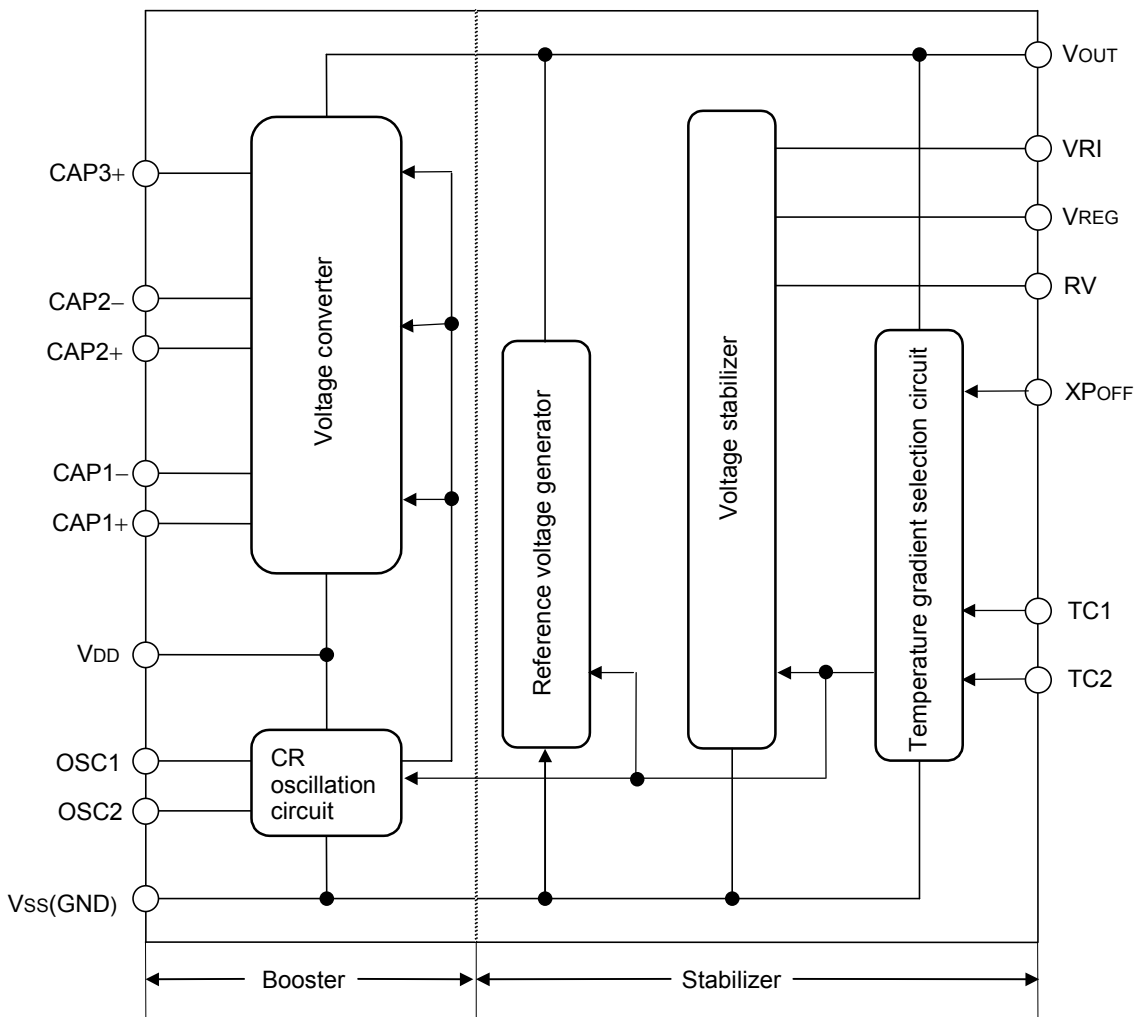 CAP3+
CAP2−
CAP2+
CAP1−
CAP1+
VDD
OSC1
OSC2
VSS(GND)
Voltage converter
CR
oscillation
circuit
Reference voltage generator
Voltage stabilizer
Temperature gradient selection circuit
VOUT
VRI
VREG
RV
XPOFF
TC1
TC2
Booster
Stabilizer